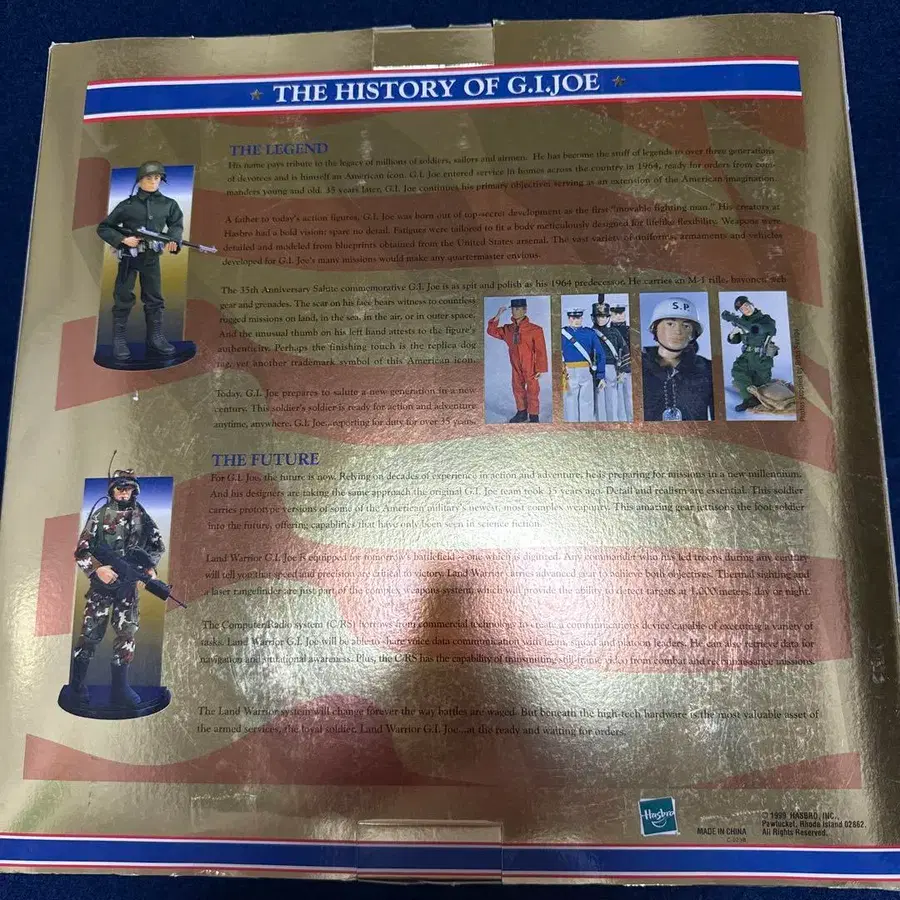 THE HISTORY OF G.I.JOE
THE LEGEND
His name pays tribute to the legacy of millions of soldiers, sailors and airmen. He has become the stuff of legends to over three generations
of devotees and is himself an American icon. G.I. Joe entered service in homes across the country in 1964, ready for orders from com-
manders young and old. 35 years later, G.I. Joe continues his primary objective: serving as an extension of the American imagination.
A father to today's action figures, G.I. Joe was born out of top-secret development as the first "movable fighting man." His creators at
Hasbro had a bold vision: spare no detail. Fatigues were tailored to fit a body meticulously designed for lifelike flexibility. Weapons were
detailed and modeled from blueprints obtained from the United States arsenal. The vast variety of uniforms, armaments and vehicles
developed for G.I. Joe's many missions would make any quartermaster envious.
The 35th Anniversary Salute commemorative G.I. Joe is as spit and polish as his 1964 predecessor. He carries an M-1 rifle, bayonet, web
gear and grenades. The scar on his face bears witness to countless
rugged missions on land, in the sea, in the air, or in outer space.
And the unusual thumb on his left hand attests to the figure's
authenticity. Perhaps the finishing touch is the replica dog
tag, yet another trademark symbol of this American icon.
Today, G.I. Joe prepares to salute a new generation in a new
century. This soldier's soldier is ready for action and adventure
anytime, anywhere. G.I. Joe...reporting for duty for over 35 years.
S.P
THE FUTURE
For G.I. Joe, the future is now. Relying on decades of experience in action and adventure, he is preparing for missions in a new millennium.
And his designers are taking the same approach the original G.I. Joe team took 35 years ago. Detail and realism are essential. This soldier
carries prototype versions of some of the American military's newest, most complex weaponry. This amazing gear jettisons the foot soldier
into the future, offering capabilities that have only been seen in science fiction.
Land Warrior G.I. Joe is equipped for tomorrow's battlefield -- one which is digitized. Any commander who has led troops during any century
will tell you that speed and precision are critical to victory. Land Warrior carries advanced gear to achieve both objectives. Thermal sighting and
a laser rangefinder are just part of the complex weapons system which will provide the ability to detect targets at 1,000 meters, day or night.
The Computer/Radio system (C/RS) borrows from commercial technology to create a communications device capable of executing a variety of
tasks. Land Warrior G.I. Joe will be able to share voice data communication with team, squad and platoon leaders. He can also retrieve data for
navigation and situational awareness. Plus, the C/RS has the capability of transmitting still-frame video from combat and reconnaissance missions.
The Land Warrior system will change forever the way battles are waged. But beneath the high-tech hardware is the most valuable asset of
the armed services, the loyal soldier. Land Warrior G.I. Joe...at the ready and waiting for orders.
Hasbro
MADE IN CHINA
© 1999 HASBRO, INC.,
Pawtucket, Rhode Island 02862.
All Rights Reserved.